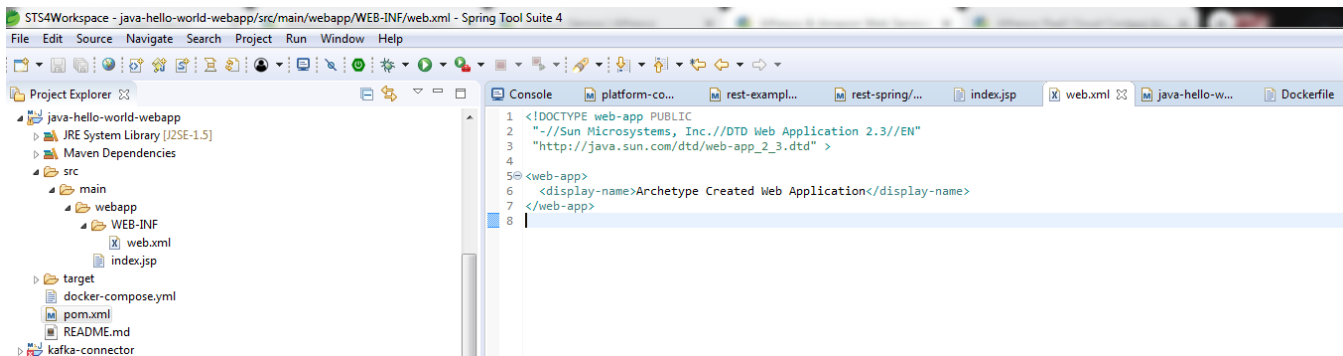 STS4Workspace - java-hello-world-webapp/src/main/webapp/WEB-INF/web.xml - Spring Tool Suite 4
File Edit Source Navigate Search Project Run Window Help
Project Explorer
Console platform-co... rest-exampl... rest-spring/... index.jsp web.xml java-hello-w... Dockerfile
java-hello-world-webapp
JRE System Library [J2SE-1.5]
Maven Dependencies
src
main
webapp
WEB-INF
web.xml
index.jsp
target
docker-compose.yml
pom.xml
README.md
kafka-connector
1 <!DOCTYPE web-app PUBLIC
2 "-//Sun Microsystems, Inc.//DTD Web Application 2.3//EN"
3 "http://java.sun.com/dtd/web-app_2_3.dtd" >
4
5 <web-app>
6 <display-name>Archetype Created Web Application</display-name>
7 </web-app>
8